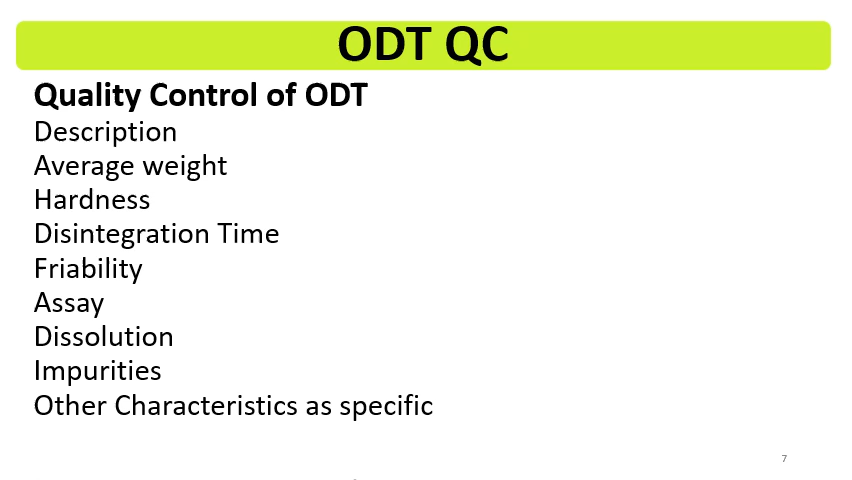 ODT QC
Quality Control of ODT
Description
Average weight
Hardness
Disintegration Time
Friability
Assay
Dissolution
Impurities
Other Characteristics as specific
7